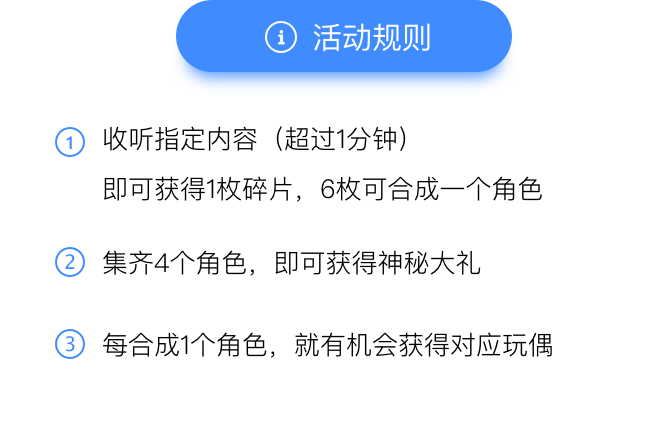 活动规则
1 收听指定内容（超过1分钟）
即可获得1枚碎片，6枚可合成一个角色
2 集齐4个角色，即可获得神秘大礼
3 每合成1个角色，就有机会获得对应玩偶